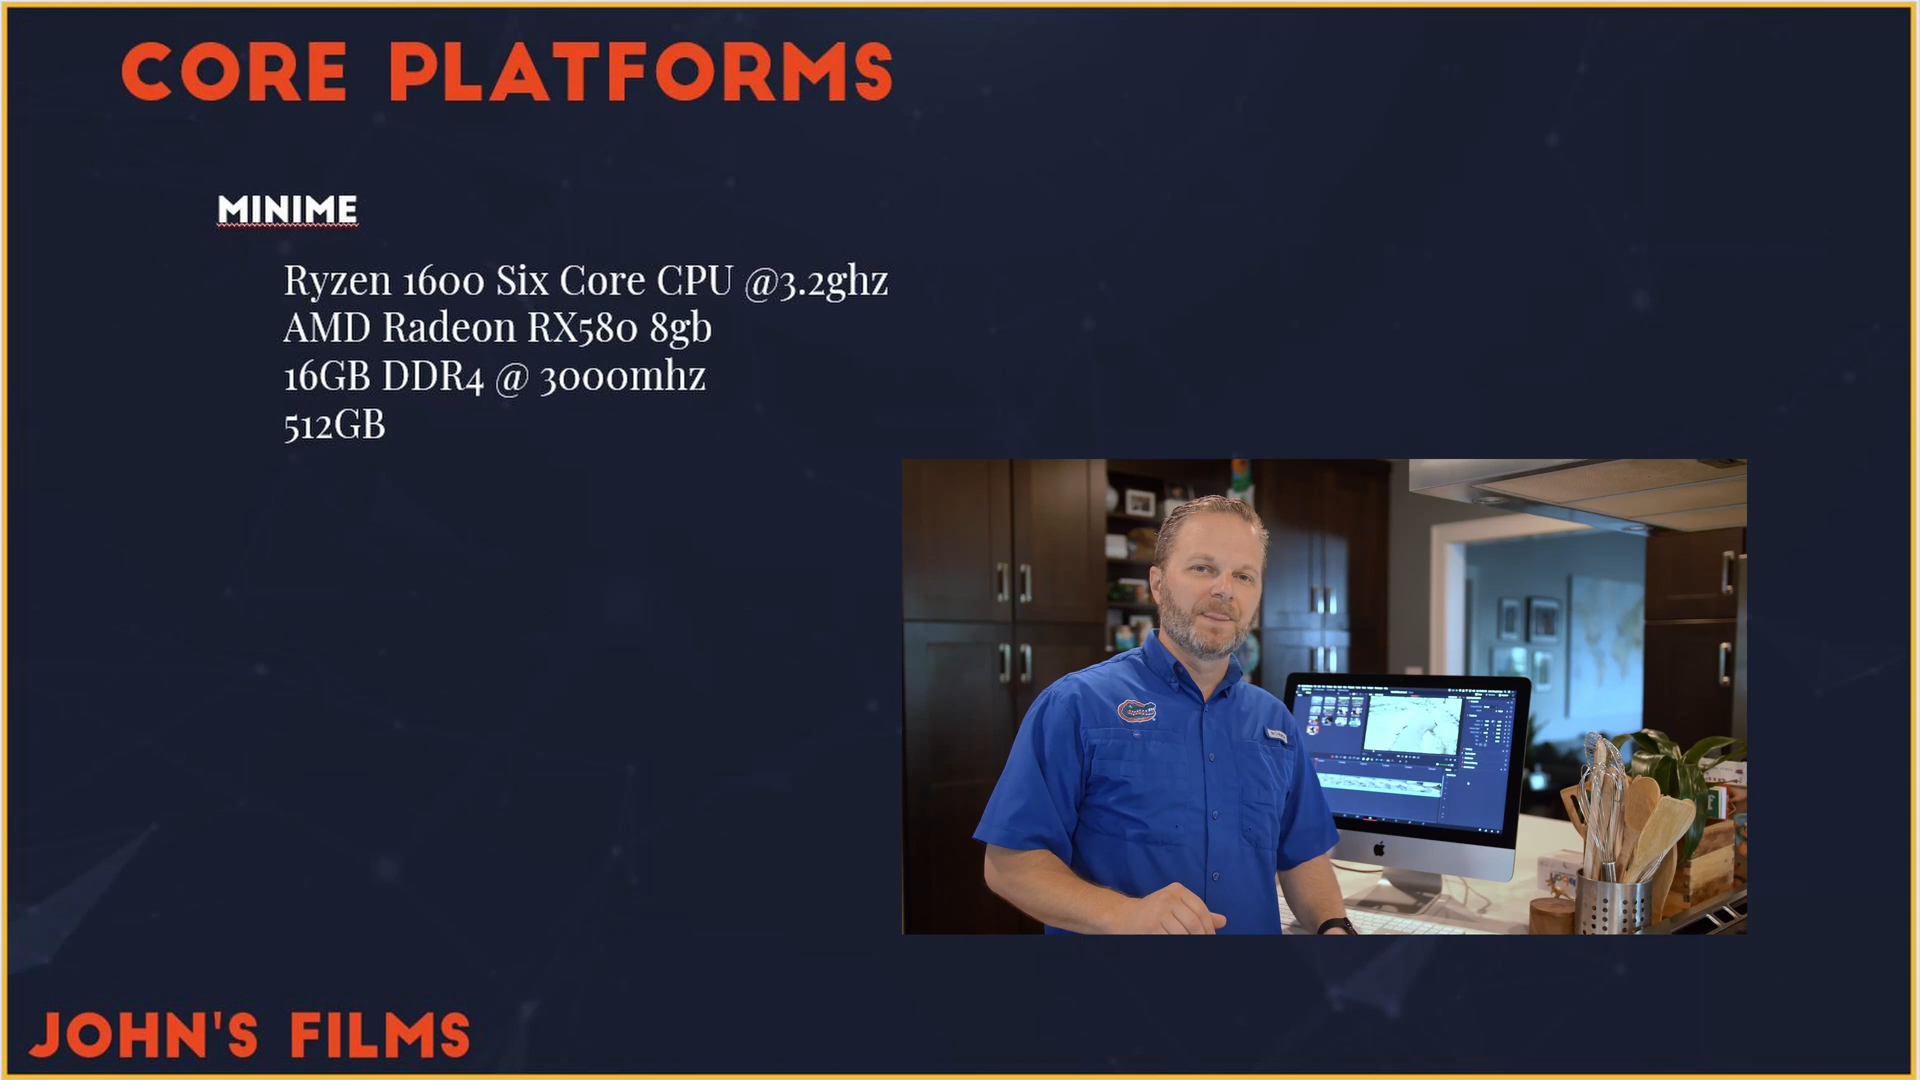 CORE PLATFORMS
MINIME
Ryzen 1600 Six Core CPU @3.2ghz
AMD Radeon RX580 8gb
16GB DDR4 @ 3000mhz
512GB
JOHN'S FILMS